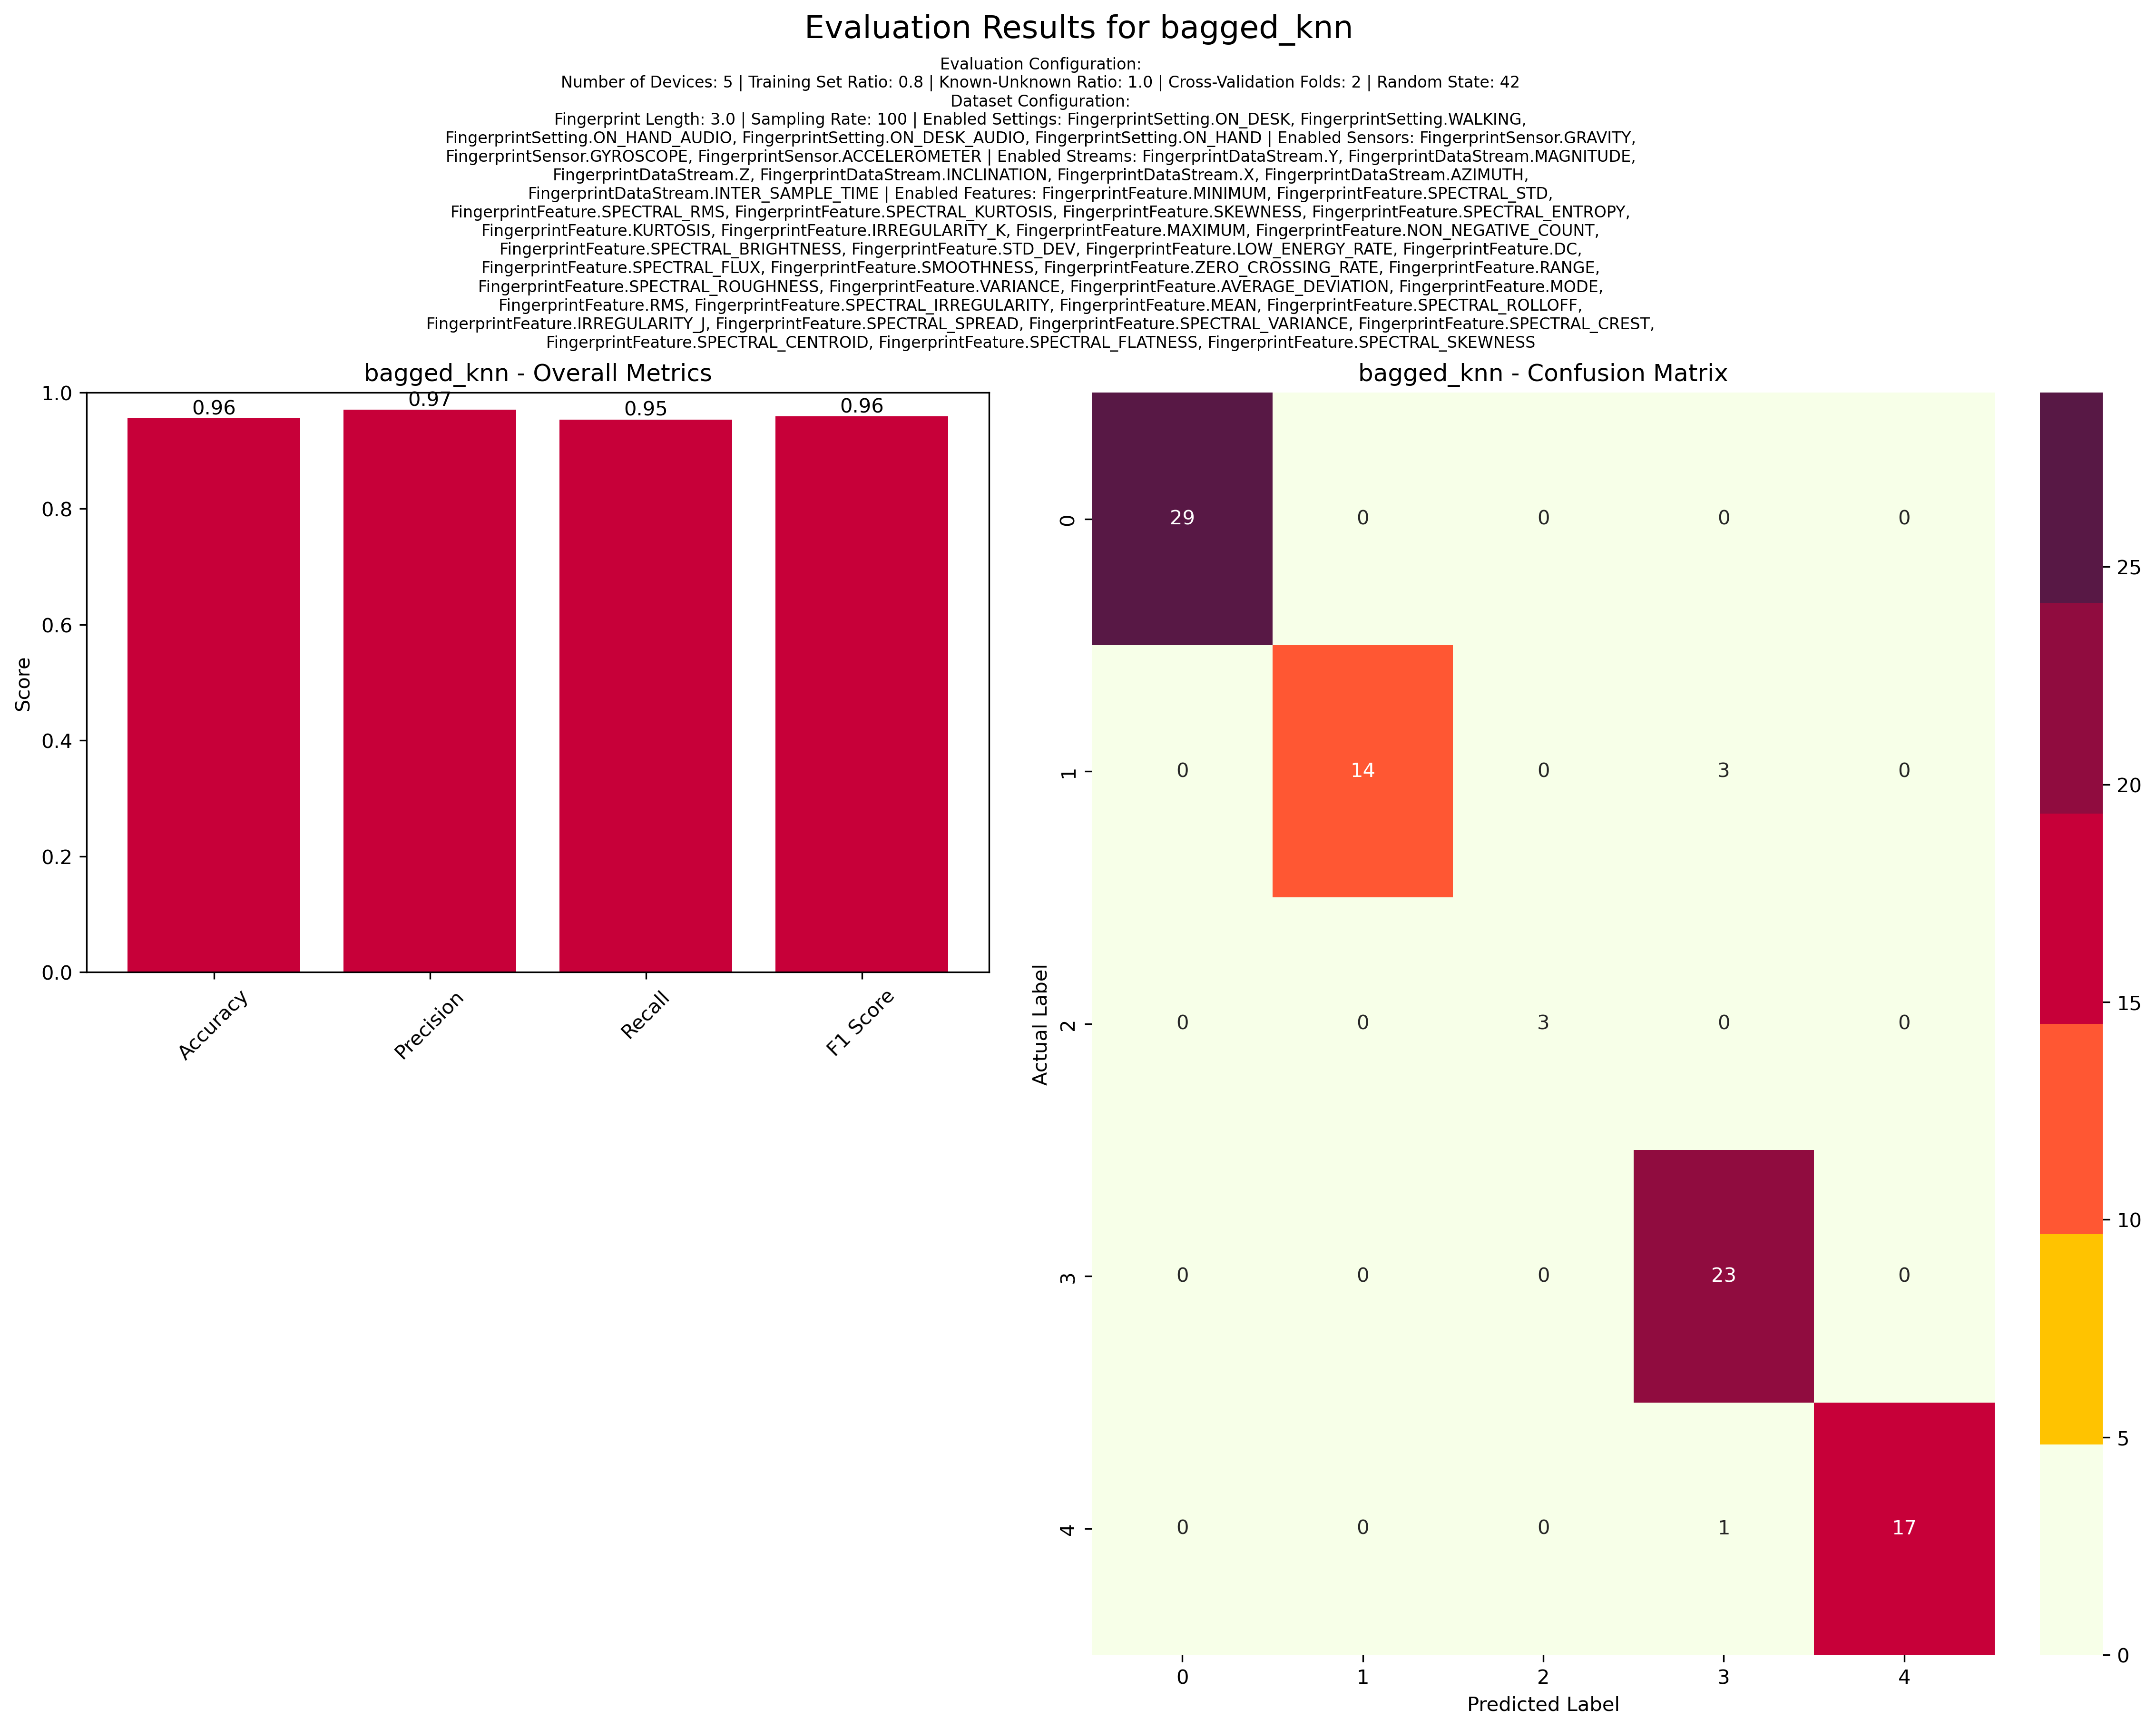 Evaluation Results for bagged_knn
Evaluation Configuration:
Number of Devices: 5 | Training Set Ratio: 0.8 | Known-Unknown Ratio: 1.0 | Cross-Validation Folds: 2 | Random State: 42
Dataset Configuration:
Fingerprint Length: 3.0 | Sampling Rate: 100 | Enabled Settings: FingerprintSetting.ON_DESK, FingerprintSetting.WALKING,
FingerprintSetting.ON_HAND_AUDIO, FingerprintSetting.ON_DESK_AUDIO, FingerprintSetting.ON_HAND | Enabled Sensors: FingerprintSensor.GRAVITY,
FingerprintSensor.GYROSCOPE, FingerprintSensor.ACCELEROMETER | Enabled Streams: FingerprintDataStream.Y, FingerprintDataStream.MAGNITUDE,
FingerprintDataStream.Z, FingerprintDataStream.INCLINATION, FingerprintDataStream.X, FingerprintDataStream.AZIMUTH,
FingerprintDataStream.INTER_SAMPLE_TIME | Enabled Features: FingerprintFeature.MINIMUM, FingerprintFeature.SPECTRAL_STD,
FingerprintFeature.SPECTRAL_RMS, FingerprintFeature.SPECTRAL_KURTOSIS, FingerprintFeature.SKEWNESS, FingerprintFeature.SPECTRAL_ENTROPY,
FingerprintFeature.KURTOSIS, FingerprintFeature.IRREGULARITY_K, FingerprintFeature.MAXIMUM, FingerprintFeature.NON_NEGATIVE_COUNT,
FingerprintFeature.SPECTRAL_BRIGHTNESS, FingerprintFeature.STD_DEV, FingerprintFeature.LOW_ENERGY_RATE, FingerprintFeature.DC,
FingerprintFeature.SPECTRAL_FLUX, FingerprintFeature.SMOOTHNESS, FingerprintFeature.ZERO_CROSSING_RATE, FingerprintFeature.RANGE,
FingerprintFeature.SPECTRAL_ROUGHNESS, FingerprintFeature.VARIANCE, FingerprintFeature.AVERAGE_DEVIATION, FingerprintFeature.MODE,
FingerprintFeature.RMS, FingerprintFeature.SPECTRAL_IRREGULARITY, FingerprintFeature.MEAN, FingerprintFeature.SPECTRAL_ROLLOFF,
FingerprintFeature.IRREGULARITY_J, FingerprintFeature.SPECTRAL_SPREAD, FingerprintFeature.SPECTRAL_VARIANCE, FingerprintFeature.SPECTRAL_CREST,
FingerprintFeature.SPECTRAL_CENTROID, FingerprintFeature.SPECTRAL_FLATNESS, FingerprintFeature.SPECTRAL_SKEWNESS
bagged_knn - Overall Metrics
1.0
0.8
0.6
0.4
0.2
0.0
Score
0.96 0.97 0.95 0.96
Accuracy Precision Recall F1 Score
bagged_knn - Confusion Matrix
Actual Label
0 29 0 0 0 0
1 0 14 0 3 0
2 0 0 3 0 0
3 0 0 0 23 0
4 0 0 0 1 17
0 1 2 3 4
Predicted Label
25
20
15
10
5
0